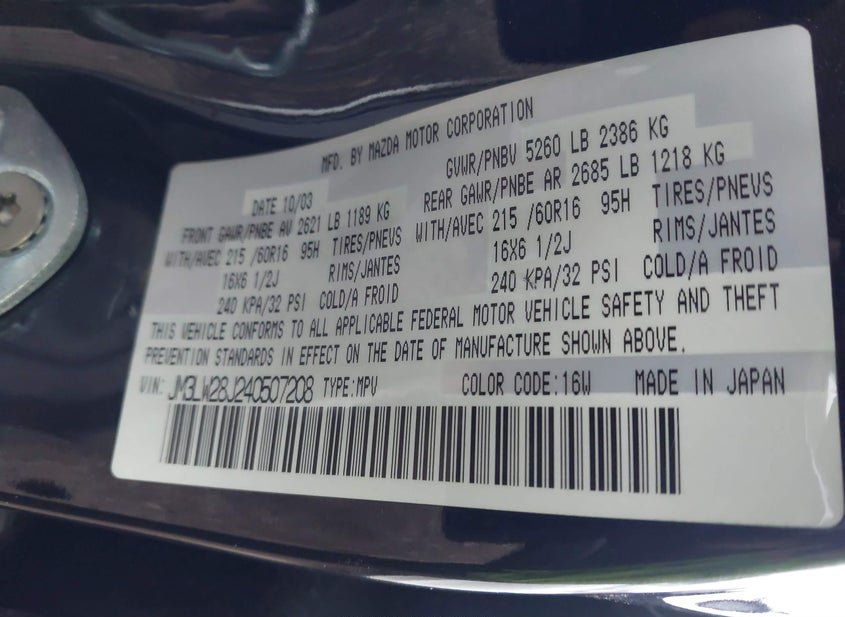 MFD. BY MAZDA MOTOR CORPORATION
DATE 10/03 GVWR/PNBV 5260 LB 2386 KG
FRONT GAWR/PNBE AV 2621 LB 1189 KG REAR GAWR/PNBE AR 2685 LB 1218 KG
WITH/AVEC 215 /60R16 95H TIRES/PNEVS WITH/AVEC 215 /60R16 95H TIRES/PNEVS
16X6 1/2J RIMS/JANTES 16X6 1/2J RIMS/JANTES
240 KPA/32 PSI COLD/A FROID 240 KPA/32 PSI COLD/A FROID
THIS VEHICLE CONFORMS TO ALL APPLICABLE FEDERAL MOTOR VEHICLE SAFETY AND THEFT
PREVENTION STANDARDS IN EFFECT ON THE DATE OF MANUFACTURE SHOWN ABOVE.
VIN: JM3LW28J240507208 TYPE:MPV COLOR CODE:16W MADE IN JAPAN